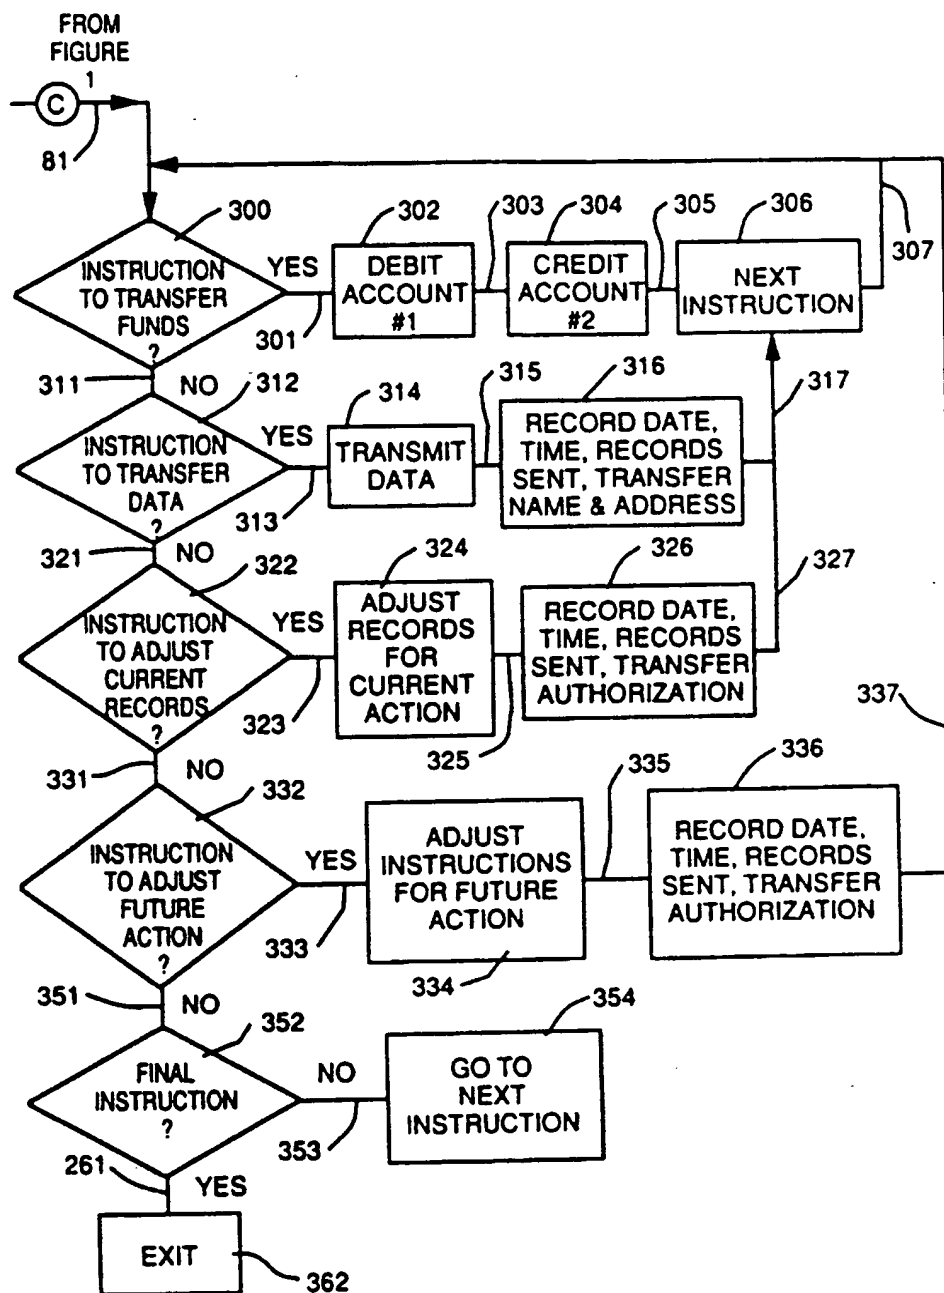 FROM
FIGURE
1
C
81
300
INSTRUCTION
TO TRANSFER
FUNDS
?
YES
301
302
DEBIT
ACCOUNT
#1
303
304
CREDIT
ACCOUNT
#2
305
306
NEXT
INSTRUCTION
307
311
NO
312
INSTRUCTION
TO TRANSFER
DATA
?
YES
313
314
TRANSMIT
DATA
315
316
RECORD DATE,
TIME, RECORDS
SENT, TRANSFER
NAME & ADDRESS
317
321
NO
322
INSTRUCTION
TO ADJUST
CURRENT
RECORDS
?
YES
323
324
ADJUST
RECORDS
FOR
CURRENT
ACTION
325
326
RECORD DATE,
TIME, RECORDS
SENT, TRANSFER
AUTHORIZATION
327
331
NO
332
INSTRUCTION
TO ADJUST
FUTURE
ACTION
?
YES
333
ADJUST
INSTRUCTIONS
FOR FUTURE
ACTION
334
335
336
RECORD DATE,
TIME, RECORDS
SENT, TRANSFER
AUTHORIZATION
337
351
NO
352
FINAL
INSTRUCTION
?
NO
353
354
GO TO
NEXT
INSTRUCTION
261
YES
EXIT
362